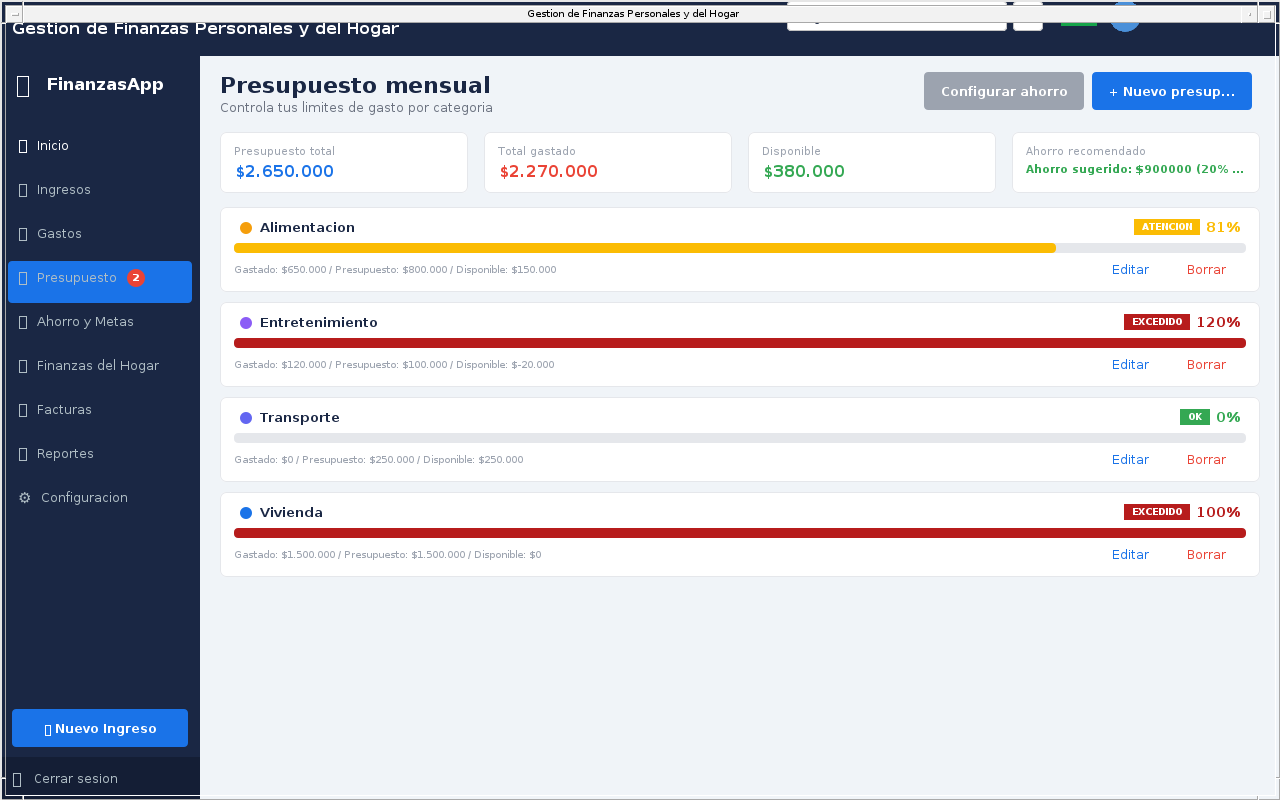 Gestion de Finanzas Personales y del Hogar
Gestion de Finanzas Personales y del Hogar
FinanzasApp
Inicio
Ingresos
Gastos
Presupuesto 2
Ahorro y Metas
Finanzas del Hogar
Facturas
Reportes
Configuracion
Nuevo Ingreso
Cerrar sesion
Presupuesto mensual
Controla tus limites de gasto por categoria
Configurar ahorro
+ Nuevo presup...
Presupuesto total
$2.650.000
Total gastado
$2.270.000
Disponible
$380.000
Ahorro recomendado
Ahorro sugerido: $900000 (20% ...
Alimentacion
ATENCION 81%
Gastado: $650.000 / Presupuesto: $800.000 / Disponible: $150.000
Editar Borrar
Entretenimiento
EXCEDIDO 120%
Gastado: $120.000 / Presupuesto: $100.000 / Disponible: $-20.000
Editar Borrar
Transporte
OK 0%
Gastado: $0 / Presupuesto: $250.000 / Disponible: $250.000
Editar Borrar
Vivienda
EXCEDIDO 100%
Gastado: $1.500.000 / Presupuesto: $1.500.000 / Disponible: $0
Editar Borrar